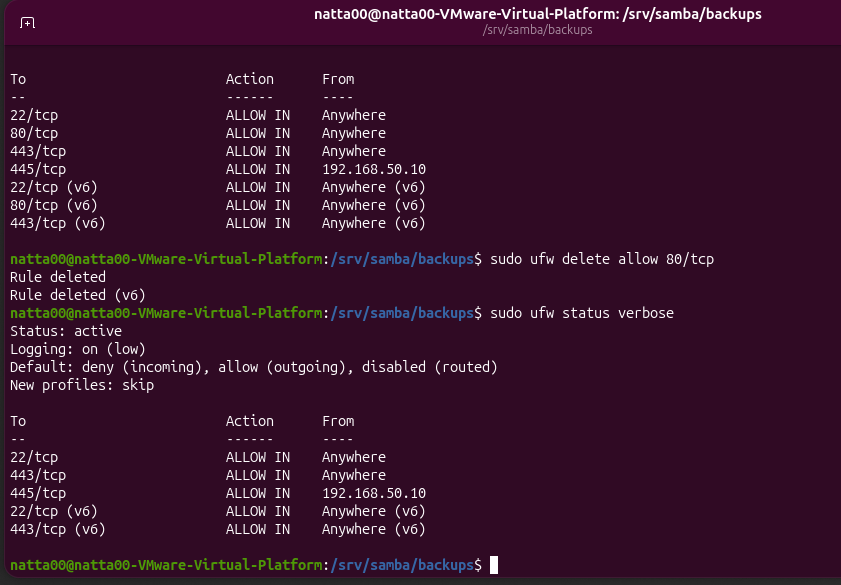 natta00@natta00-VMware-Virtual-Platform: /srv/samba/backups
/srv/samba/backups
To                         Action      From
--                         ------      ----
22/tcp                     ALLOW IN    Anywhere
80/tcp                     ALLOW IN    Anywhere
443/tcp                    ALLOW IN    Anywhere
445/tcp                    ALLOW IN    192.168.50.10
22/tcp (v6)                ALLOW IN    Anywhere (v6)
80/tcp (v6)                ALLOW IN    Anywhere (v6)
443/tcp (v6)               ALLOW IN    Anywhere (v6)
natta00@natta00-VMware-Virtual-Platform:/srv/samba/backups$ sudo ufw delete allow 80/tcp
Rule deleted
Rule deleted (v6)
natta00@natta00-VMware-Virtual-Platform:/srv/samba/backups$ sudo ufw status verbose
Status: active
Logging: on (low)
Default: deny (incoming), allow (outgoing), disabled (routed)
New profiles: skip
To                         Action      From
--                         ------      ----
22/tcp                     ALLOW IN    Anywhere
443/tcp                    ALLOW IN    Anywhere
445/tcp                    ALLOW IN    192.168.50.10
22/tcp (v6)                ALLOW IN    Anywhere (v6)
443/tcp (v6)               ALLOW IN    Anywhere (v6)
natta00@natta00-VMware-Virtual-Platform:/srv/samba/backups$